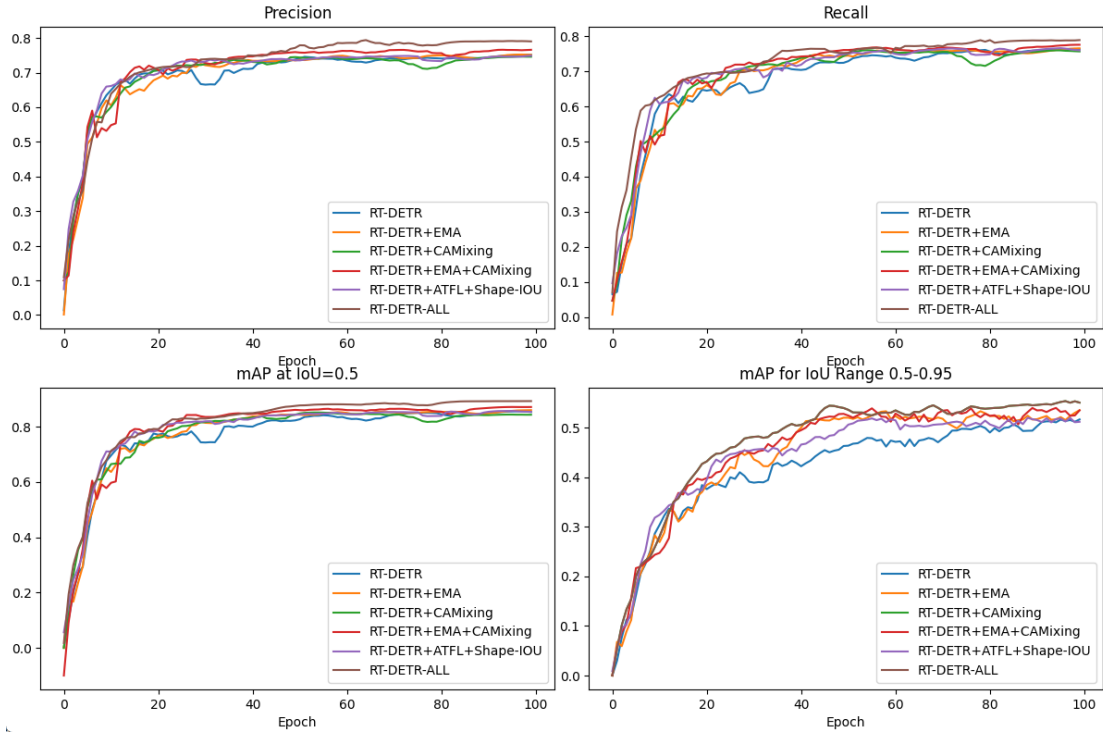 Precision
0.8
0.7
0.6
0.5
0.4
0.3
0.2
0.1
0.0
RT-DETR
RT-DETR+EMA
RT-DETR+CAMixing
RT-DETR+EMA+CAMixing
RT-DETR+ATFL+Shape-IOU
RT-DETR-ALL
0 20 40 60 80 100
Epoch
Recall
0.8
0.7
0.6
0.5
0.4
0.3
0.2
0.1
0.0
RT-DETR
RT-DETR+EMA
RT-DETR+CAMixing
RT-DETR+EMA+CAMixing
RT-DETR+ATFL+Shape-IOU
RT-DETR-ALL
0 20 40 60 80 100
Epoch
mAP at IoU=0.5
0.8
0.6
0.4
0.2
0.0
RT-DETR
RT-DETR+EMA
RT-DETR+CAMixing
RT-DETR+EMA+CAMixing
RT-DETR+ATFL+Shape-IOU
RT-DETR-ALL
0 20 40 60 80 100
Epoch
mAP for IoU Range 0.5-0.95
0.5
0.4
0.3
0.2
0.1
0.0
RT-DETR
RT-DETR+EMA
RT-DETR+CAMixing
RT-DETR+EMA+CAMixing
RT-DETR+ATFL+Shape-IOU
RT-DETR-ALL
0 20 40 60 80 100
Epoch